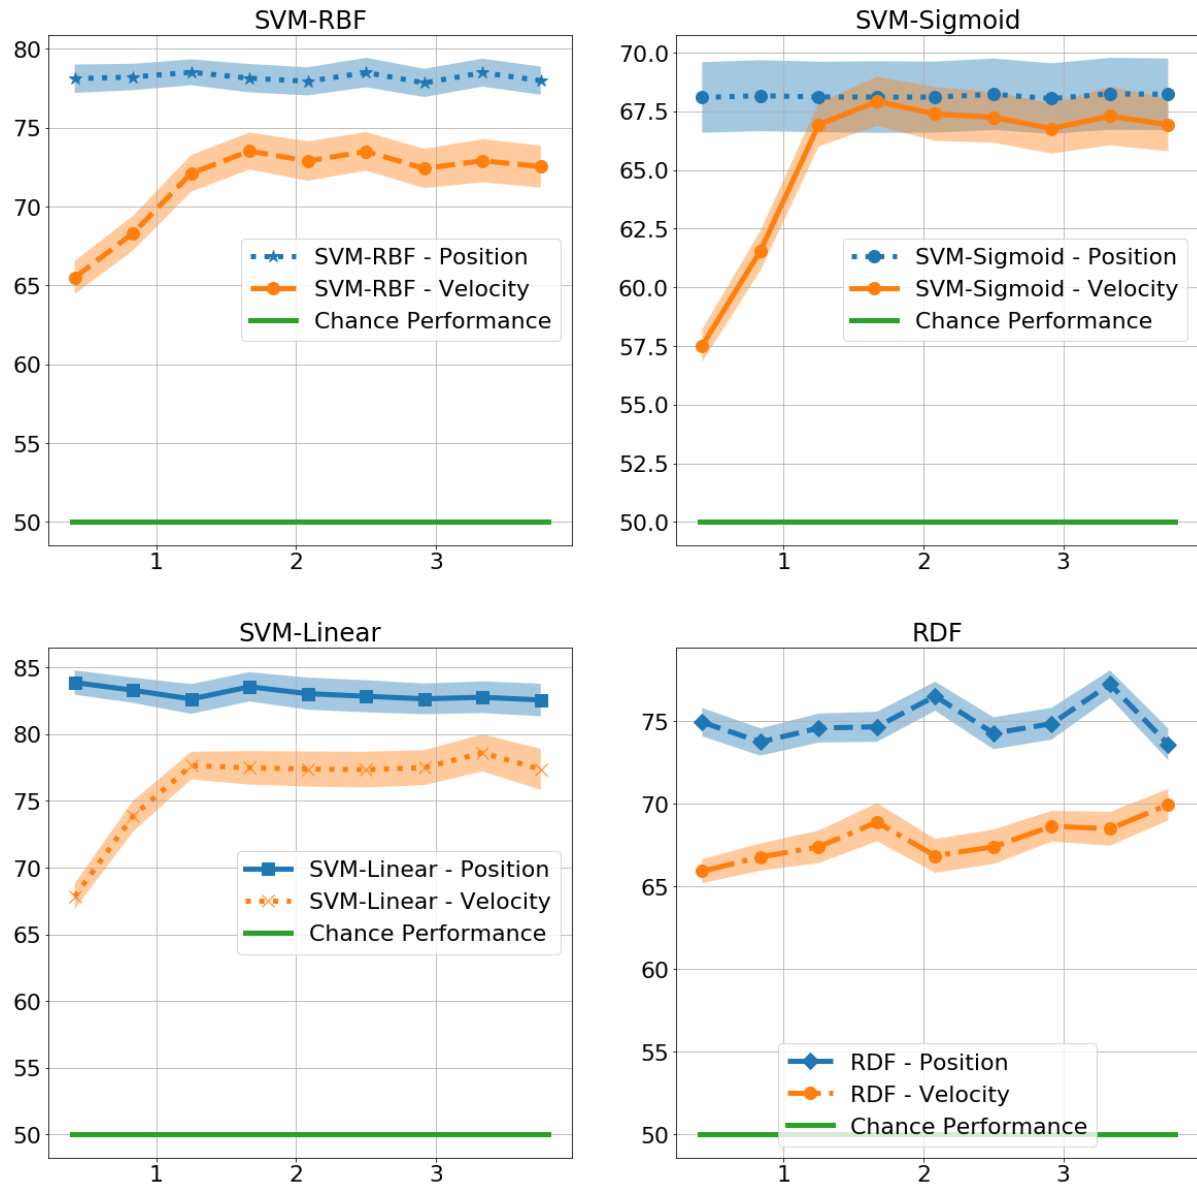 SVM-RBF
80
75
70
65
60
55
50
1 2 3
SVM-RBF - Position
SVM-RBF - Velocity
Chance Performance
SVM-Sigmoid
70.0
67.5
65.0
62.5
60.0
57.5
55.0
52.5
50.0
1 2 3
SVM-Sigmoid - Position
SVM-Sigmoid - Velocity
Chance Performance
SVM-Linear
85
80
75
70
65
60
55
50
1 2 3
SVM-Linear - Position
SVM-Linear - Velocity
Chance Performance
RDF
75
70
65
60
55
50
1 2 3
RDF - Position
RDF - Velocity
Chance Performance